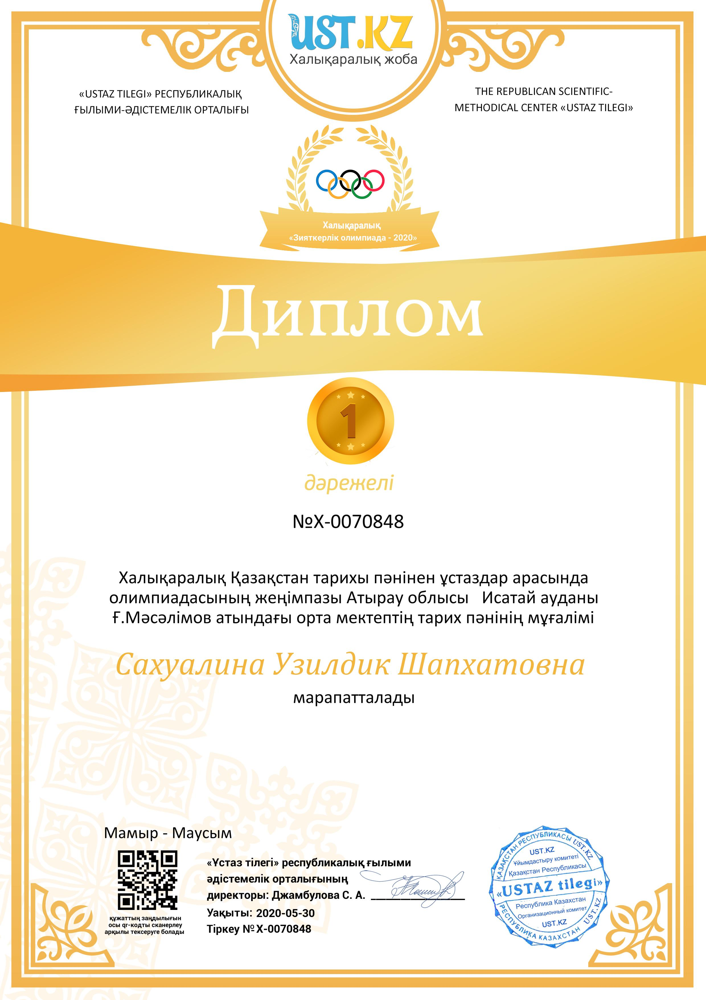 UST.KZ
Халықаралық жоба
«USTAZ TILEGI» РЕСПУБЛИКАЛЫҚ
ҒЫЛЫМИ-ӘДІСТЕМЕЛІК ОРТАЛЫҒЫ
THE REPUBLICAN SCIENTIFIC-
METHODICAL CENTER «USTAZ TILEGI»
Халықаралық
«Зияткерлік олимпиада - 2020»
Диплом
1
дәрежелі
№X-0070848
Халықаралық Қазақстан тарихы пәнінен ұстаздар арасында
олимпиадасының жеңімпазы Атырау облысы Исатай ауданы
Ғ.Мәсәлімов атындағы орта мектептің тарих пәнінің мұғалімі
Сахуалина Узилдик Шапхатовна
марапатталады
Мамыр - Маусым
құжаттың заңдылығын
осы qr-кодты сканерлеу
арқылы тексеруге болады
«Ұстаз тілегі» республикалық ғылыми
әдістемелік орталығының
директоры: Джамбулова С. А.
Уақыты: 2020-05-30
Тіркеу № X-0070848
ҚАЗАҚСТАН РЕСПУБЛИКАСЫ UST.KZ
UST.KZ
Ұйымдастыру комитеті
Қазақстан Республикасы
«USTAZ tilegi»
Республика Казахстан
Организационный комитет
UST.KZ
РЕСПУБЛИКА КАЗАХСТАН UST.KZ